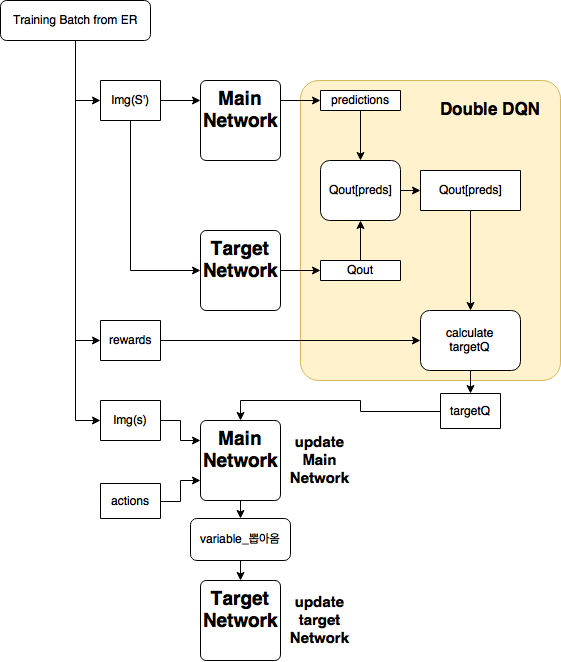 Training Batch from ER
Img(S')
Main
Network
predictions
Double DQN
Qout[preds]
Qout[preds]
Target
Network
Qout
rewards
calculate
targetQ
Img(s)
targetQ
Main
Network
update
Main
Network
actions
variable_뽑아옴
Target
Network
update
target
Network